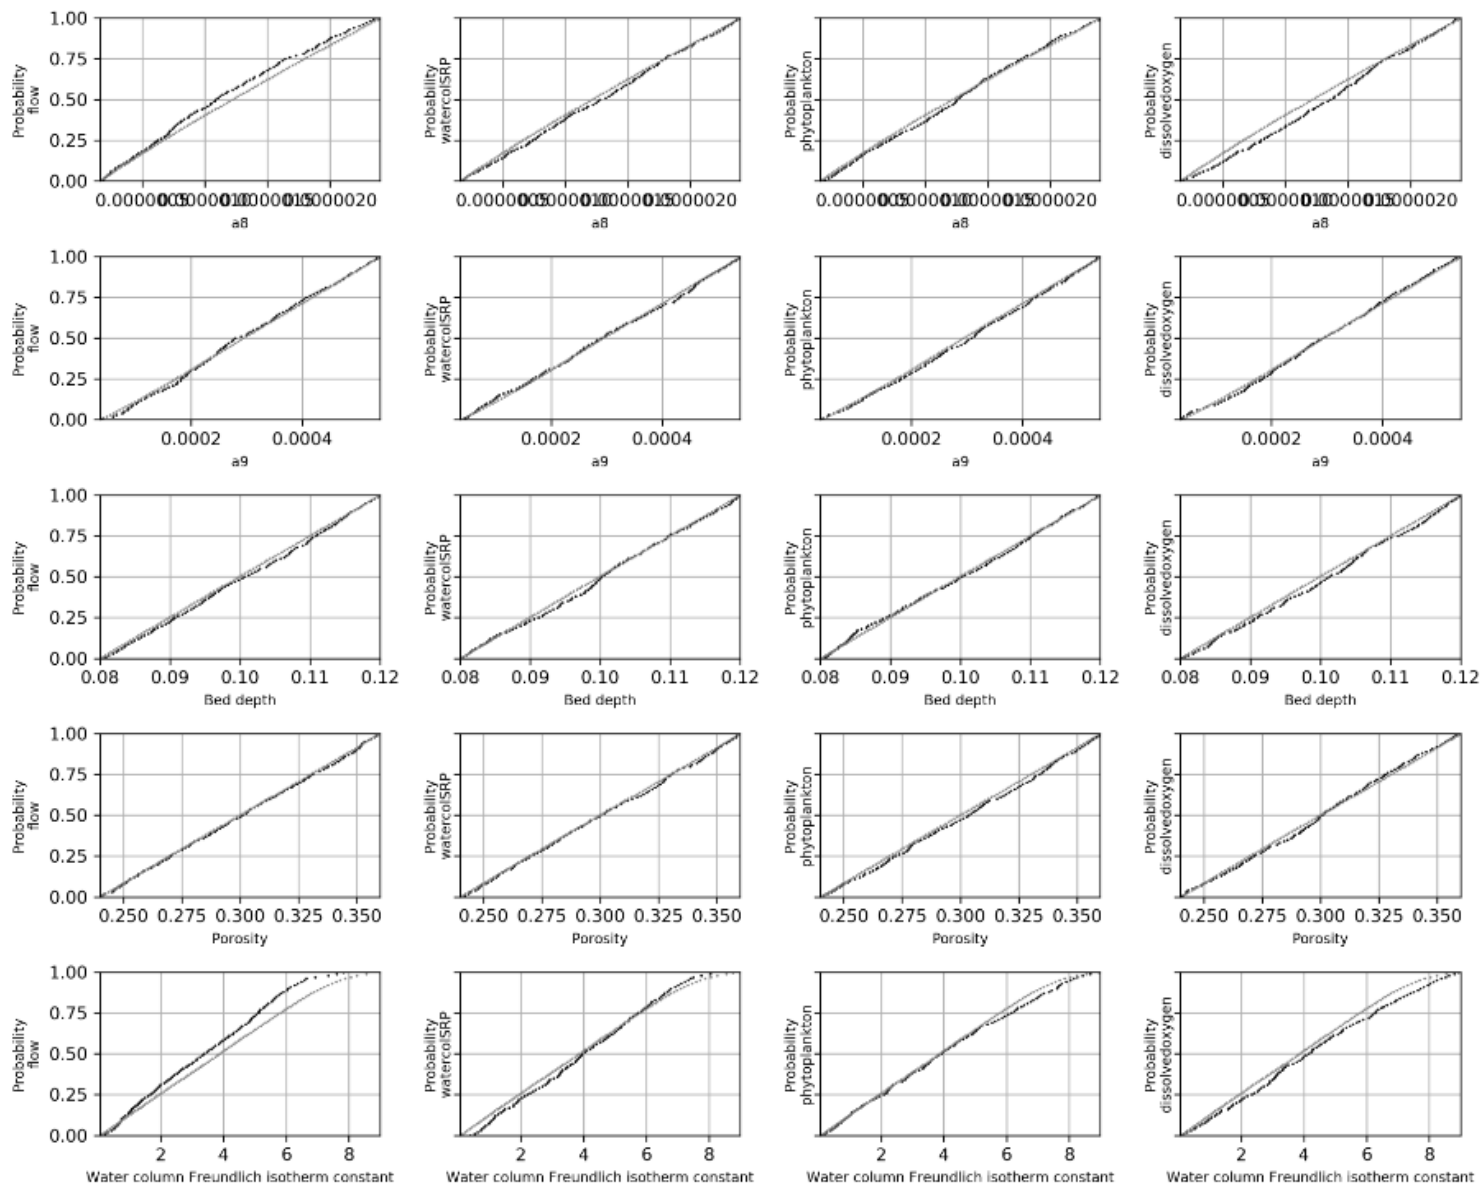 1.00
0.75
0.50
0.25
0.00
Probability
flow
Probability
watercolSRP
Probability
phytoplankton
Probability
dissolvedoxygen
a8
a8
a8
a8
1.00
0.75
0.50
0.25
0.00
Probability
flow
Probability
watercolSRP
Probability
phytoplankton
Probability
dissolvedoxygen
0.0002 0.0004
0.0002 0.0004
0.0002 0.0004
0.0002 0.0004
a9
a9
a9
a9
1.00
0.75
0.50
0.25
0.00
Probability
flow
Probability
watercolSRP
Probability
phytoplankton
Probability
dissolvedoxygen
0.08 0.09 0.10 0.11 0.12
0.08 0.09 0.10 0.11 0.12
0.08 0.09 0.10 0.11 0.12
0.08 0.09 0.10 0.11 0.12
Bed depth
Bed depth
Bed depth
Bed depth
1.00
0.75
0.50
0.25
0.00
Probability
flow
Probability
watercolSRP
Probability
phytoplankton
Probability
dissolvedoxygen
0.250 0.275 0.300 0.325 0.350
0.250 0.275 0.300 0.325 0.350
0.250 0.275 0.300 0.325 0.350
0.250 0.275 0.300 0.325 0.350
Porosity
Porosity
Porosity
Porosity
1.00
0.75
0.50
0.25
0.00
Probability
flow
Probability
watercolSRP
Probability
phytoplankton
Probability
dissolvedoxygen
2 4 6 8
2 4 6 8
2 4 6 8
2 4 6 8
Water column Freundlich isotherm constant
Water column Freundlich isotherm constant
Water column Freundlich isotherm constant
Water column Freundlich isotherm constant